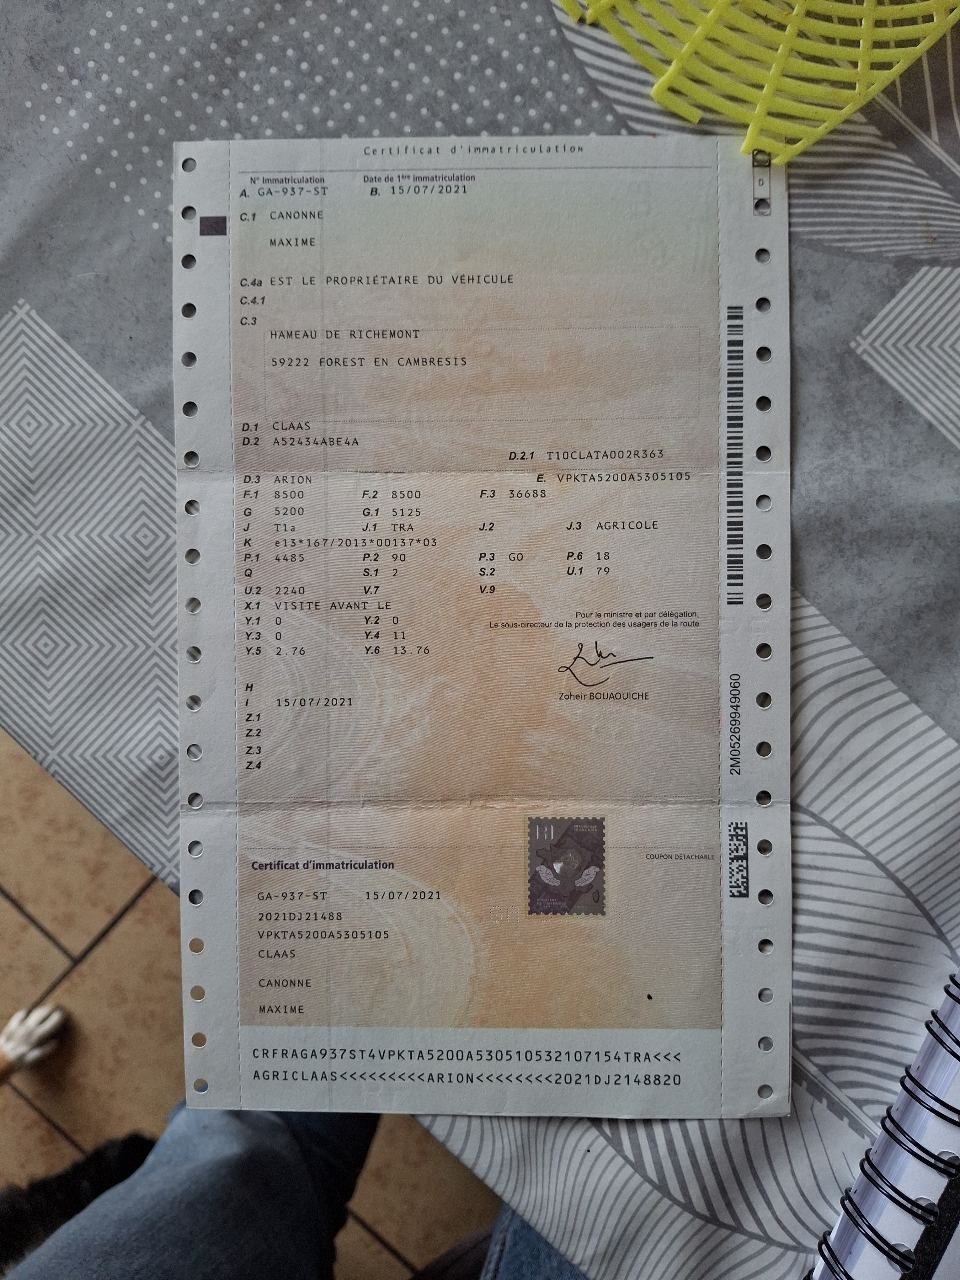 Certificat d'immatriculation
N° Immatriculation Date de 1ère immatriculation
A. GA-937-ST B. 15/07/2021
C.1 CANONNE
MAXIME
C.4a EST LE PROPRIÉTAIRE DU VÉHICULE
C.4.1
C.3
HAMEAU DE RICHEMONT
59222 FOREST EN CAMBRESIS
D.1 CLAAS
D.2 A52434ABE4A
D.2.1 T10CLATA002R363
D.3 ARION E. VPKTA5200A5305105
F.1 8500 F.2 8500 F.3 36688
G 5200 G.1 5125
J T1a J.1 TRA J.2 J.3 AGRICOLE
K e13*167/2013*00137*03
P.1 4485 P.2 90 P.3 GO P.6 18
Q S.1 2 S.2 U.1 79
U.2 2240 V.7 V.9
X.1 VISITE AVANT LE
Y.1 0 Y.2 0
Y.3 0 Y.4 11
Y.5 2.76 Y.6 13.76
Pour le ministre et par délégation,
Le sous-directeur de la protection des usagers de la route
Zoheir BOUAOUICHE
H
I 15/07/2021
Z.1
Z.2
Z.3
Z.4
D
2M05269949060
COUPON DÉTACHABLE
Certificat d'immatriculation
GA-937-ST 15/07/2021
2021DJ21488
VPKTA5200A5305105
CLAAS
CANONNE
MAXIME
CRFRAGA937ST4VPKTA5200A530510532107154TRA<<<
AGRICLAAS<<<<<<<<<ARION<<<<<<<<2021DJ2148820